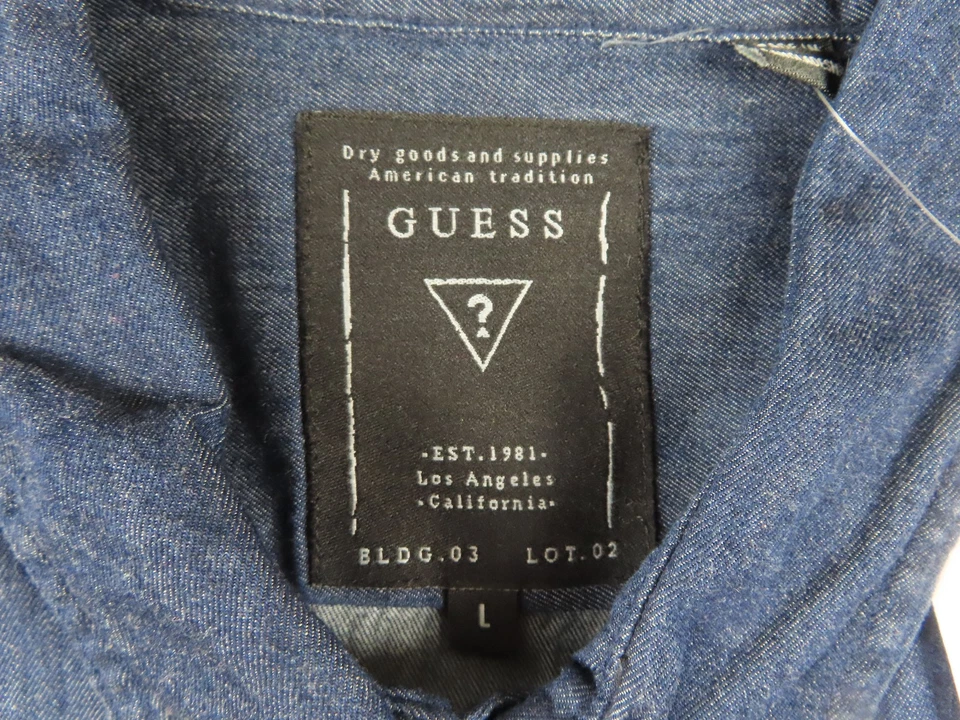 Dry goods and supplies
American tradition
GUESS
?
-EST.1981-
Los Angeles
-California-
BLDG.03 LOT.02
L